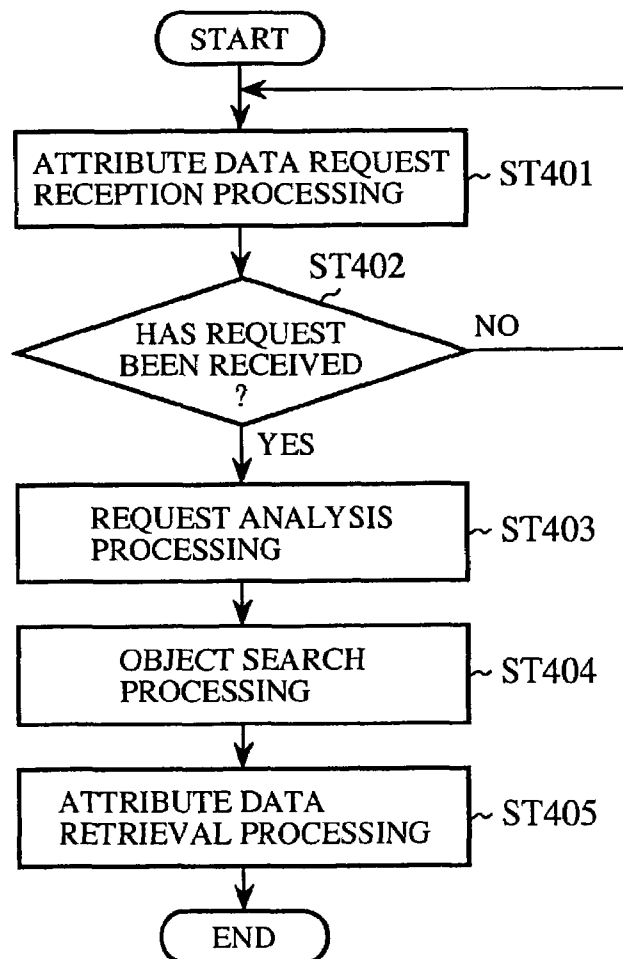 START
ATTRIBUTE DATA REQUEST
RECEPTION PROCESSING
ST401
ST402
HAS REQUEST
BEEN RECEIVED
?
NO
YES
REQUEST ANALYSIS
PROCESSING
ST403
OBJECT SEARCH
PROCESSING
ST404
ATTRIBUTE DATA
RETRIEVAL PROCESSING
ST405
END